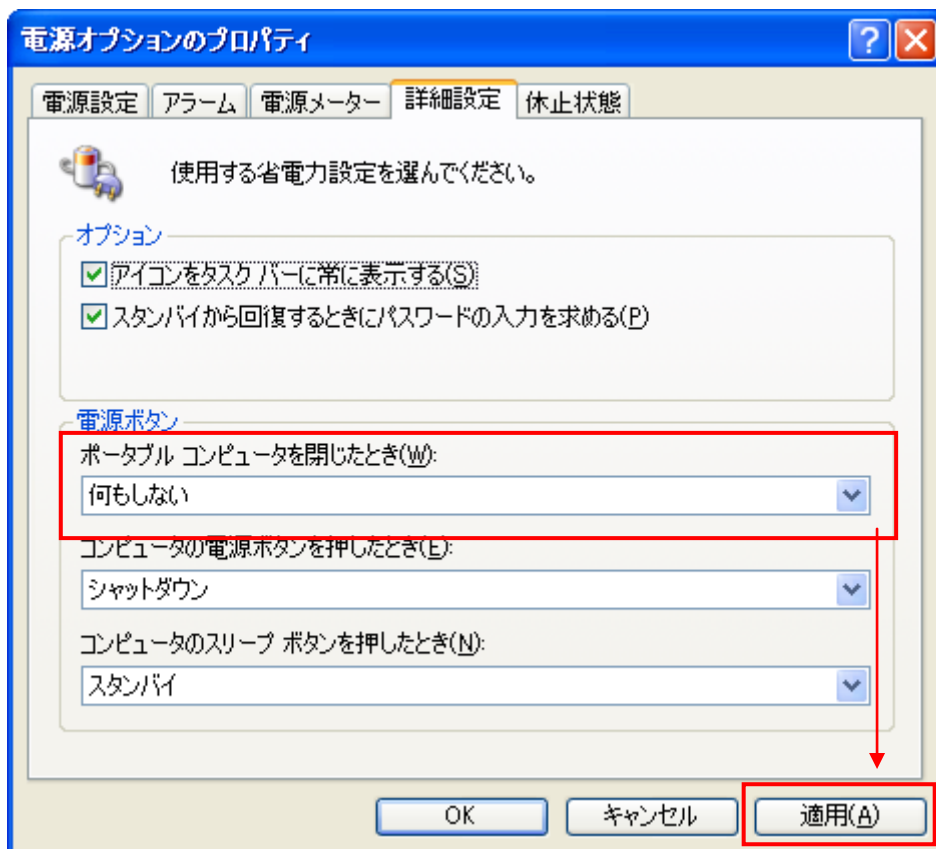 電源オプションのプロパティ
電源設定 アラーム 電源メーター 詳細設定 休止状態
使用する省電力設定を選んでください。
オプション
アイコンをタスク バーに常に表示する(S)
スタンバイから回復するときにパスワードの入力を求める(P)
電源ボタン
ポータブル コンピュータを閉じたとき(W):
何もしない
コンピュータの電源ボタンを押したとき(E):
シャットダウン
コンピュータのスリープ ボタンを押したとき(N):
スタンバイ
OK キャンセル 適用(A)